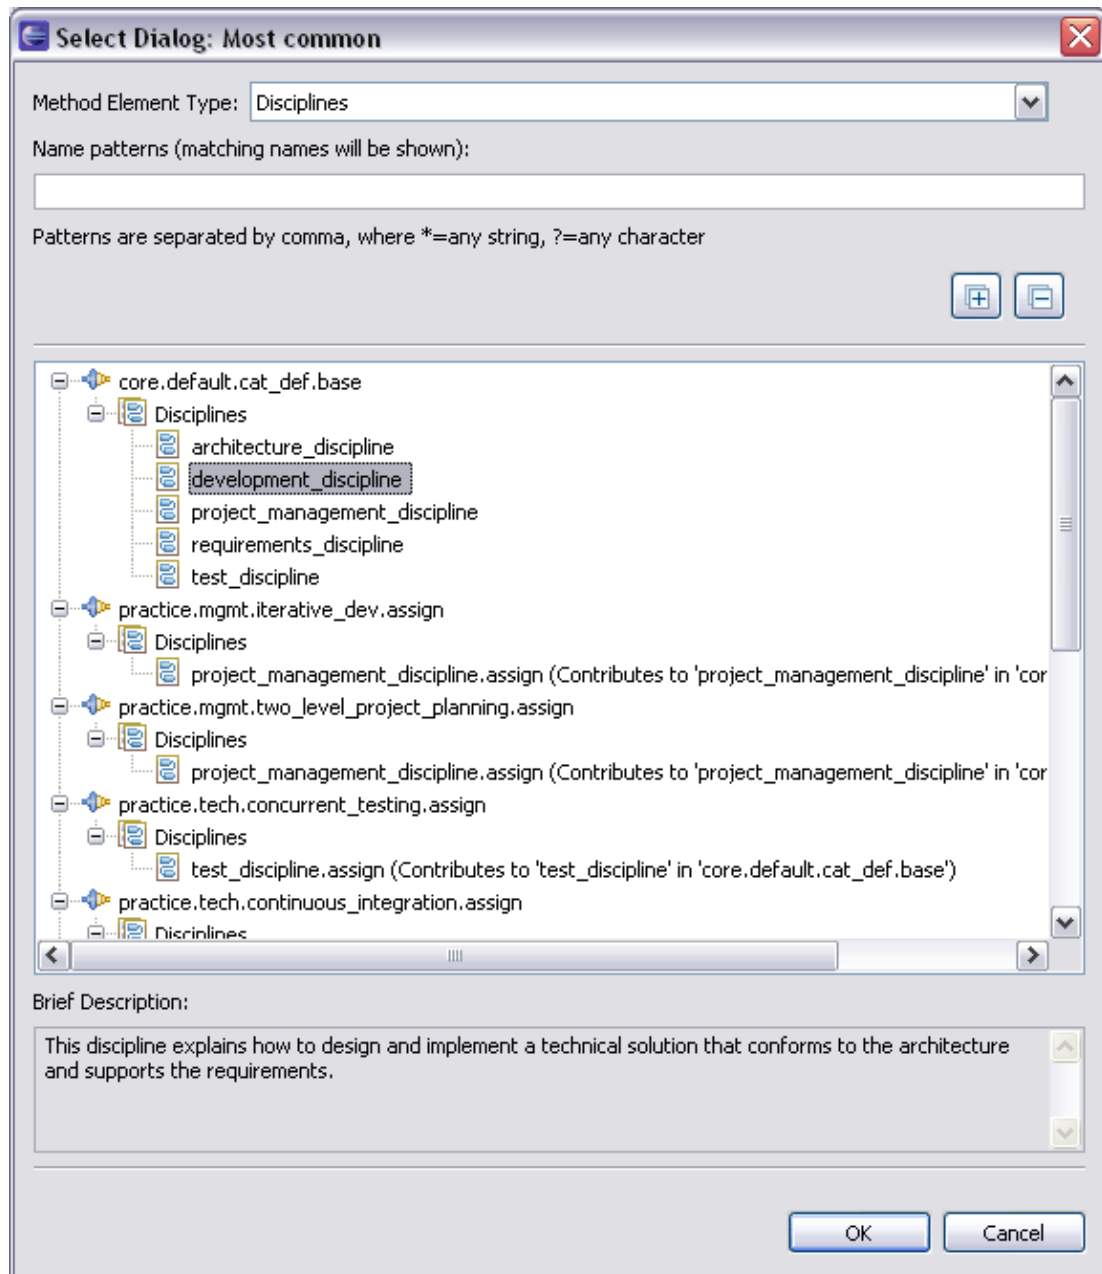 Select Dialog: Most common
Method Element Type: Disciplines
Name patterns (matching names will be shown):
Patterns are separated by comma, where *=any string, ?=any character
core.default.cat_def.base
Disciplines
architecture_discipline
development_discipline
project_management_discipline
requirements_discipline
test_discipline
practice.mgmt.iterative_dev.assign
Disciplines
project_management_discipline.assign (Contributes to 'project_management_discipline' in 'cor
practice.mgmt.two_level_project_planning.assign
Disciplines
project_management_discipline.assign (Contributes to 'project_management_discipline' in 'cor
practice.tech.concurrent_testing.assign
Disciplines
test_discipline.assign (Contributes to 'test_discipline' in 'core.default.cat_def.base')
practice.tech.continuous_integration.assign
Disciplines
Brief Description:
This discipline explains how to design and implement a technical solution that conforms to the architecture
and supports the requirements.
OK Cancel